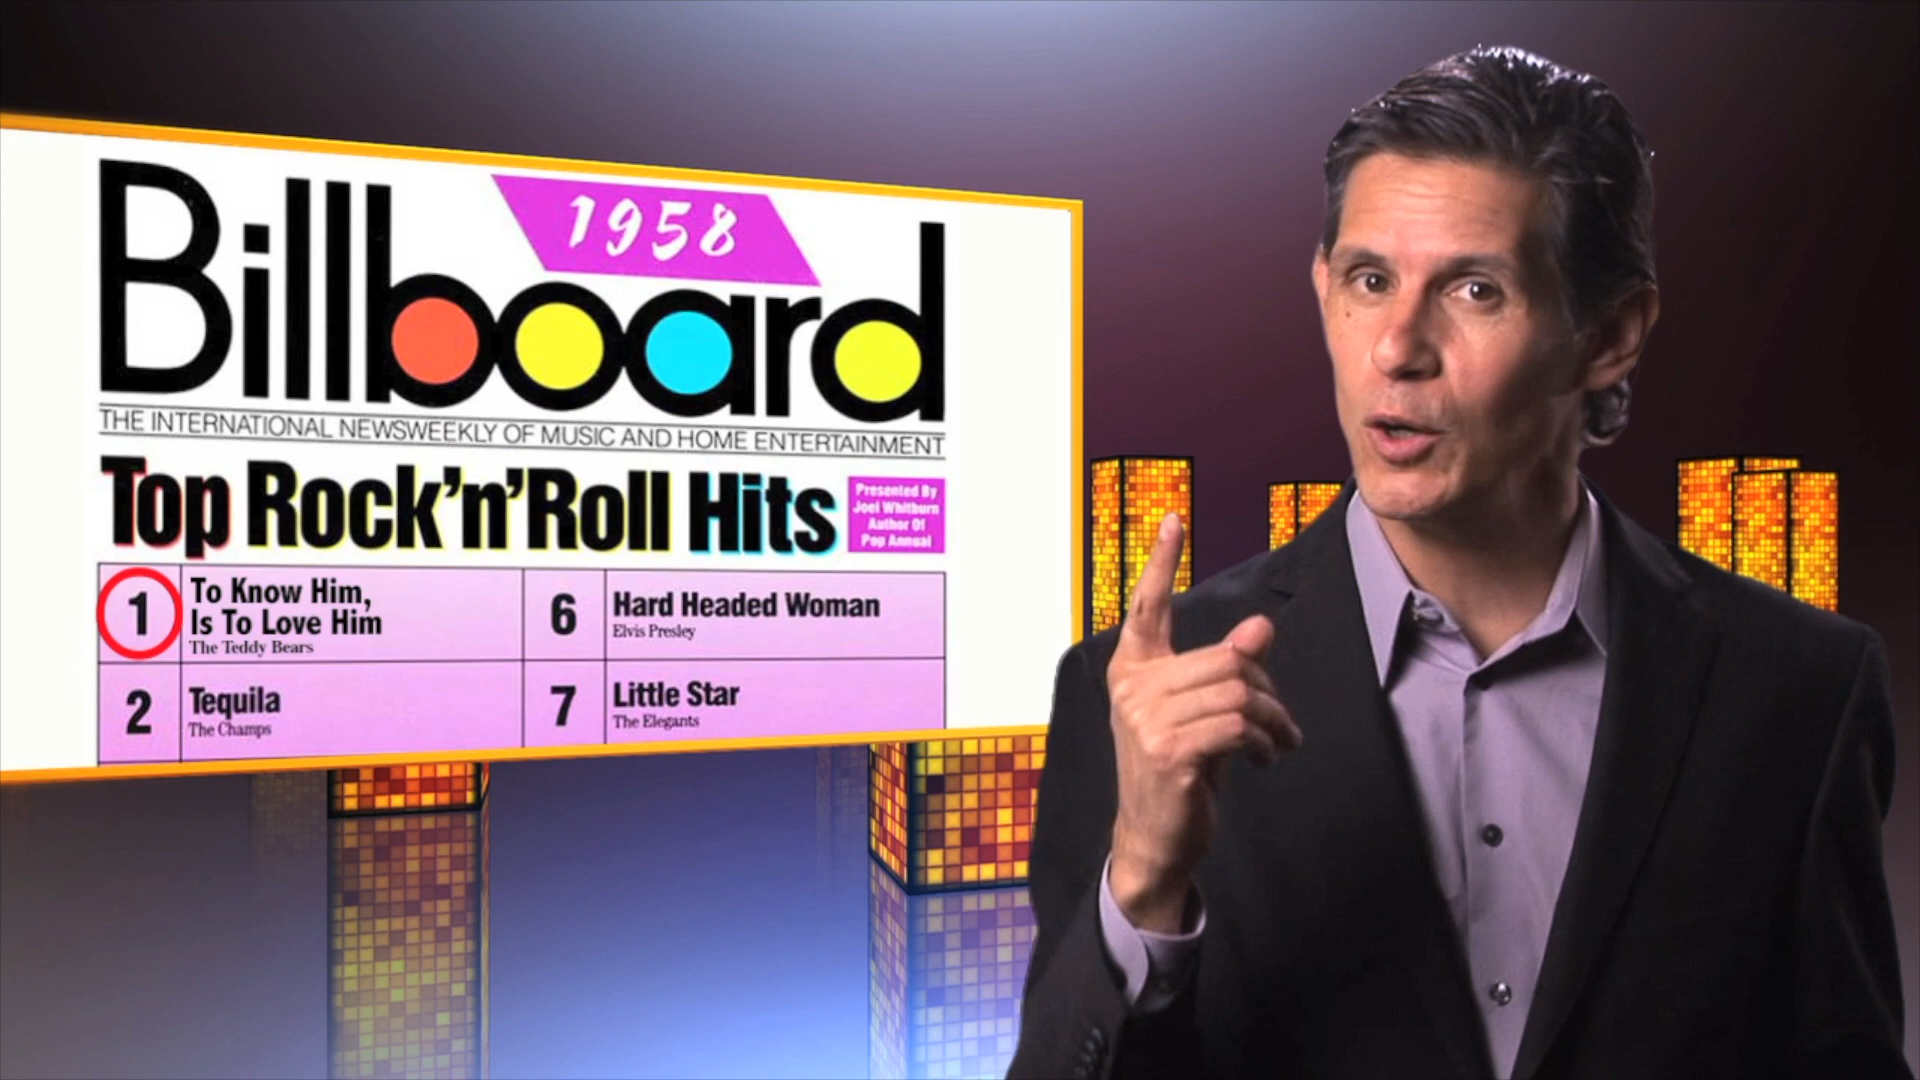 1958
Billboard
THE INTERNATIONAL NEWSWEEKLY OF MUSIC AND HOME ENTERTAINMENT
Top Rock'n'Roll Hits
Presented By
Joel Whitburn
Author Of
Pop Annual
1
To Know Him,
Is To Love Him
The Teddy Bears
2
Tequila
The Champs
6
Hard Headed Woman
Elvis Presley
7
Little Star
The Elegants